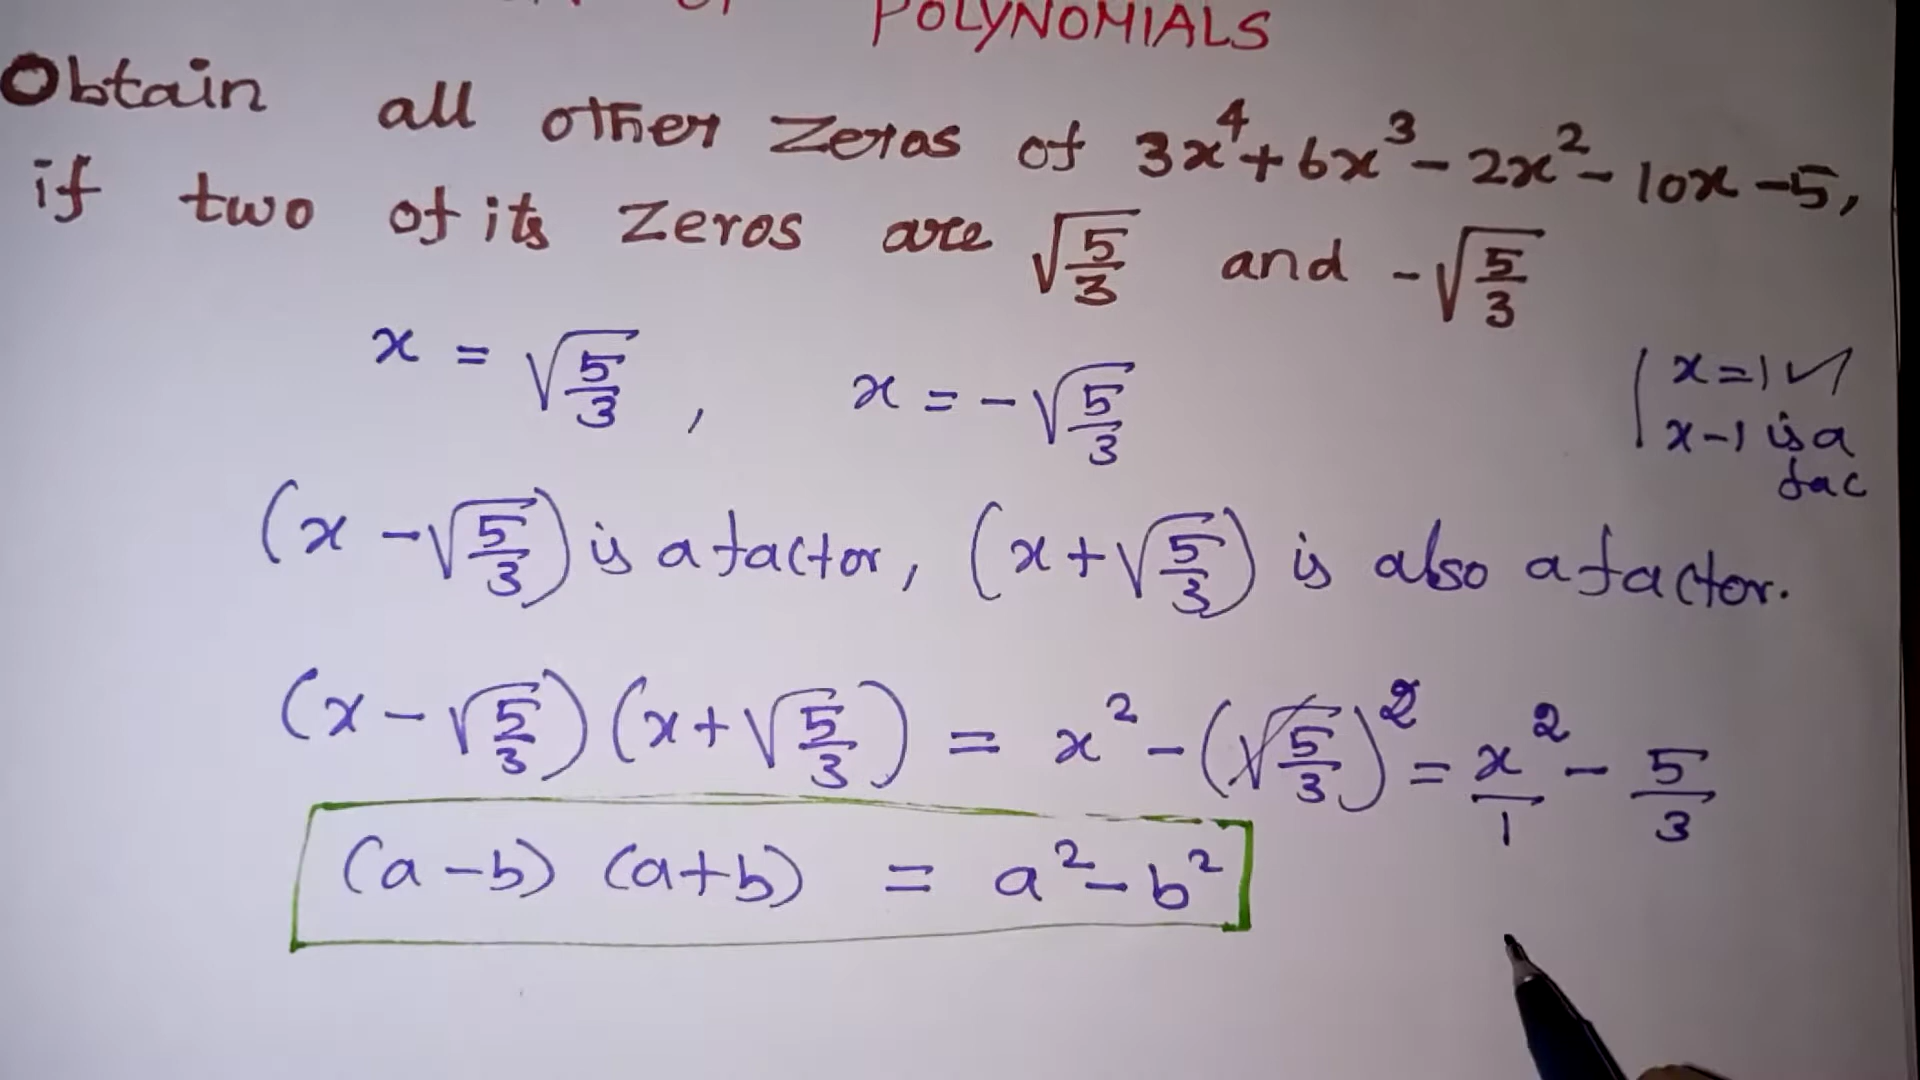 POLYNOMIALS
Obtain all other Zeros of 3x⁴+6x³-2x²-10x-5,
if two of its Zeros are √(5/3) and -√(5/3)
x = √(5/3), x = -√(5/3)
x=1 ✓
x-1 is a
fac
(x-√(5/3)) is a factor, (x+√(5/3)) is also a factor.
(x-√(5/3))(x+√(5/3)) = x²-(√(5/3))² = x²/1 - 5/3
(a-b) (a+b) = a²-b²